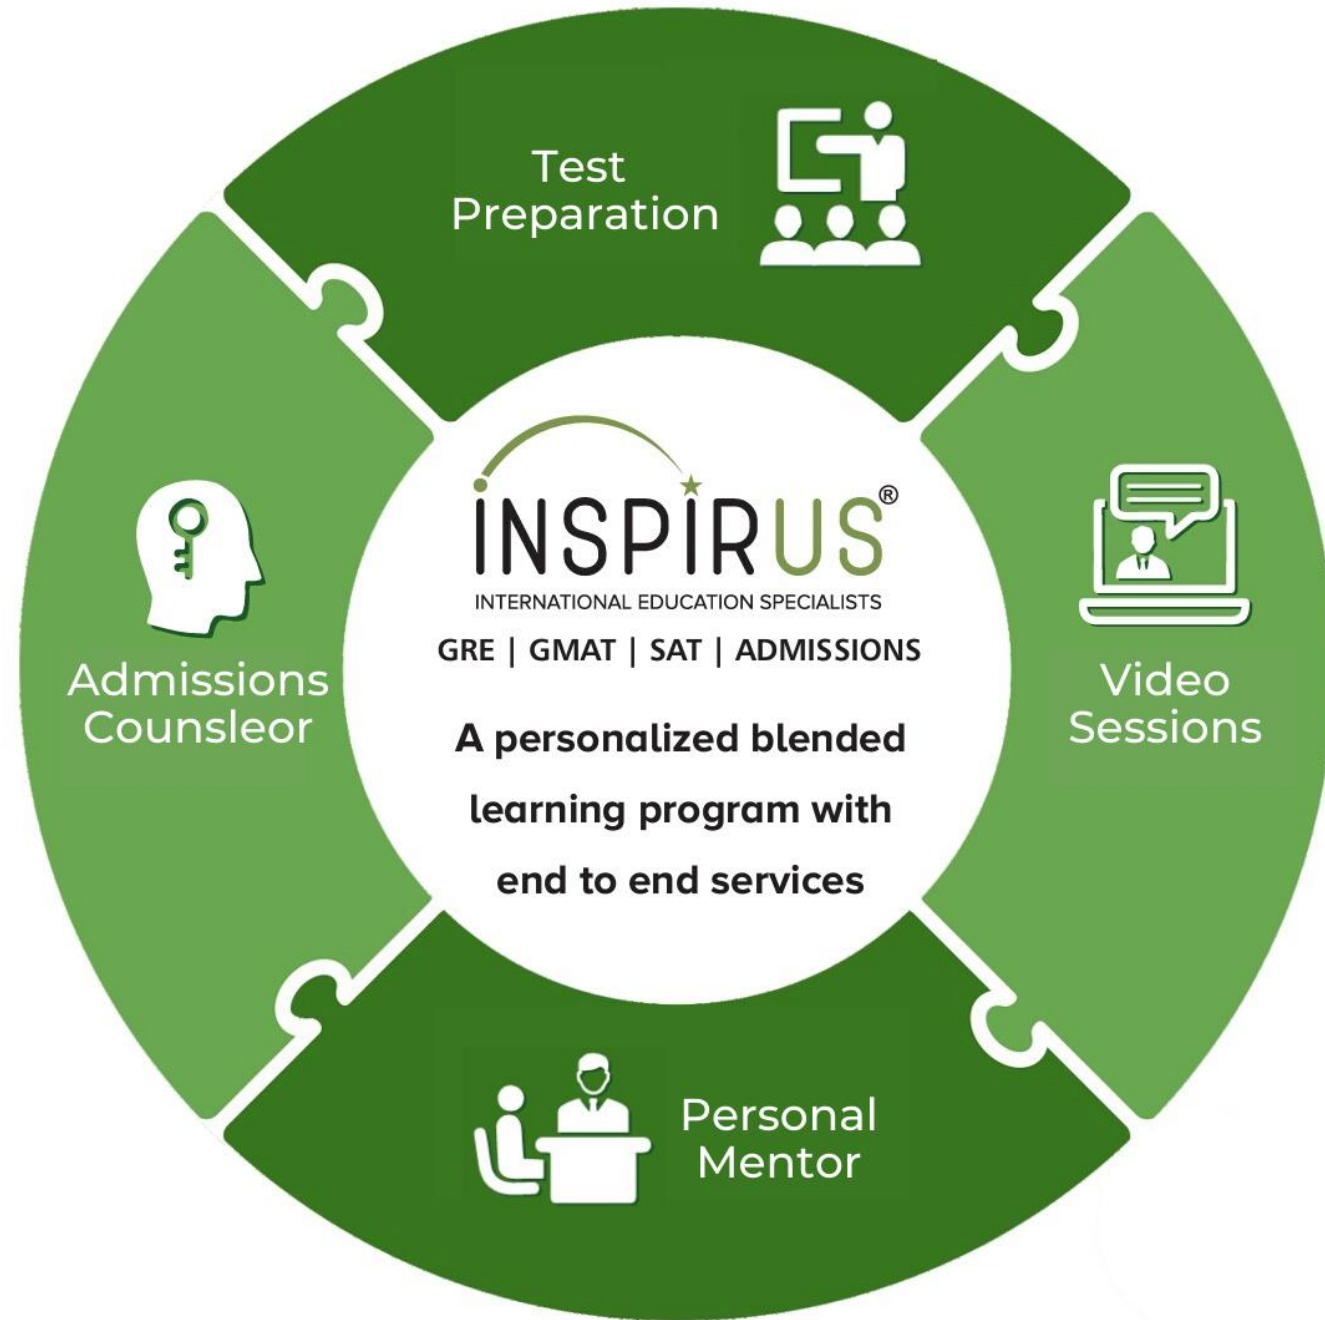 Test
Preparation
Admissions
Counsleor
INSPIRUS®
INTERNATIONAL EDUCATION SPECIALISTS
GRE | GMAT | SAT | ADMISSIONS
A personalized blended
learning program with
end to end services
Video
Sessions
Personal
Mentor